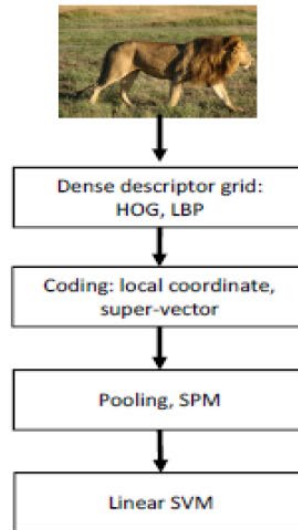 Dense descriptor grid:
HOG, LBP
Coding: local coordinate,
super-vector
Pooling, SPM
Linear SVM